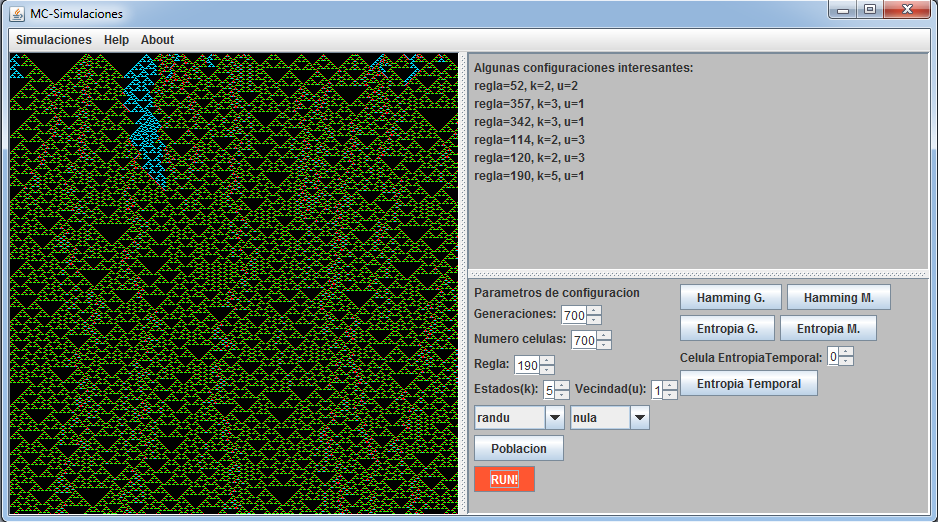 MC-Simulaciones
Simulaciones Help About
Algunas configuraciones interesantes:
regla=52, k=2, u=2
regla=357, k=3, u=1
regla=342, k=3, u=1
regla=114, k=2, u=3
regla=120, k=2, u=3
regla=190, k=5, u=1
Parametros de configuracion
Generaciones: 700
Numero celulas: 700
Regla: 190
Estados(k): 5 Vecindad(u): 1
randu nula
Poblacion
RUN!
Hamming G. Hamming M.
Entropia G. Entropia M.
Celula EntropiaTemporal: 0
Entropia Temporal